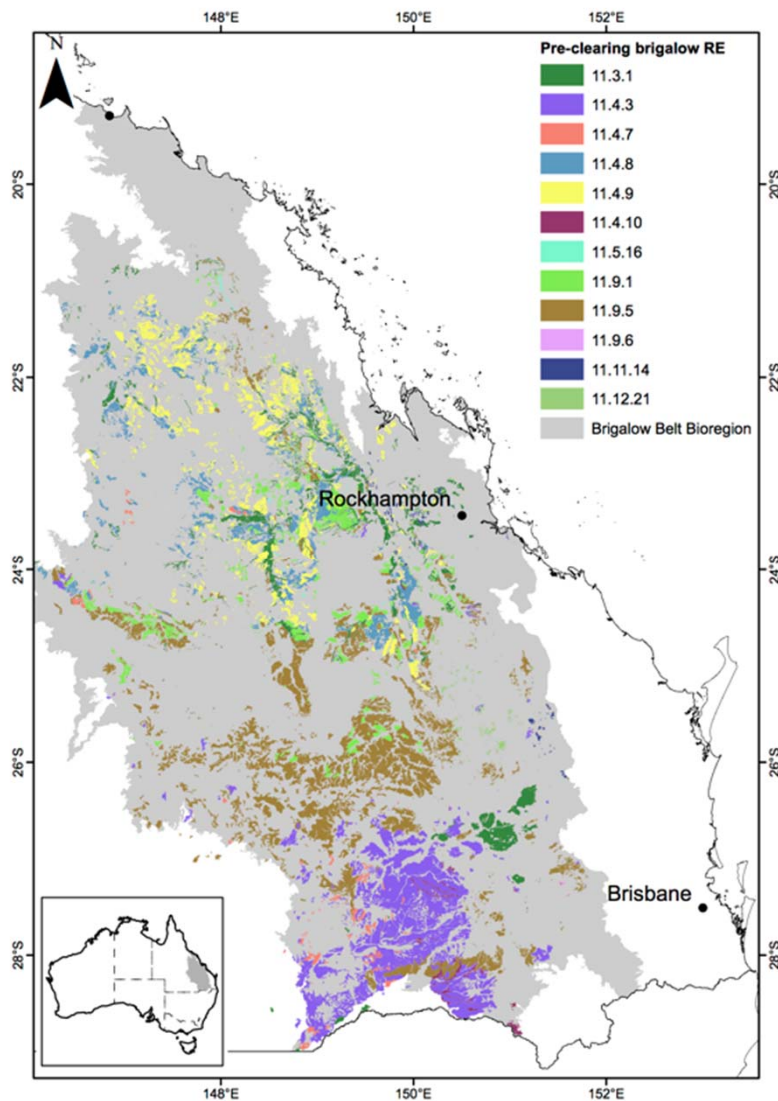 148°E 150°E 152°E
N
Pre-clearing brigalow RE
11.3.1
11.4.3
11.4.7
11.4.8
11.4.9
11.4.10
11.5.16
11.9.1
11.9.5
11.9.6
11.11.14
11.12.21
Brigalow Belt Bioregion
20°S 20°S
22°S 22°S
Rockhampton
24°S 24°S
26°S 26°S
Brisbane
28°S 28°S
148°E 150°E 152°E